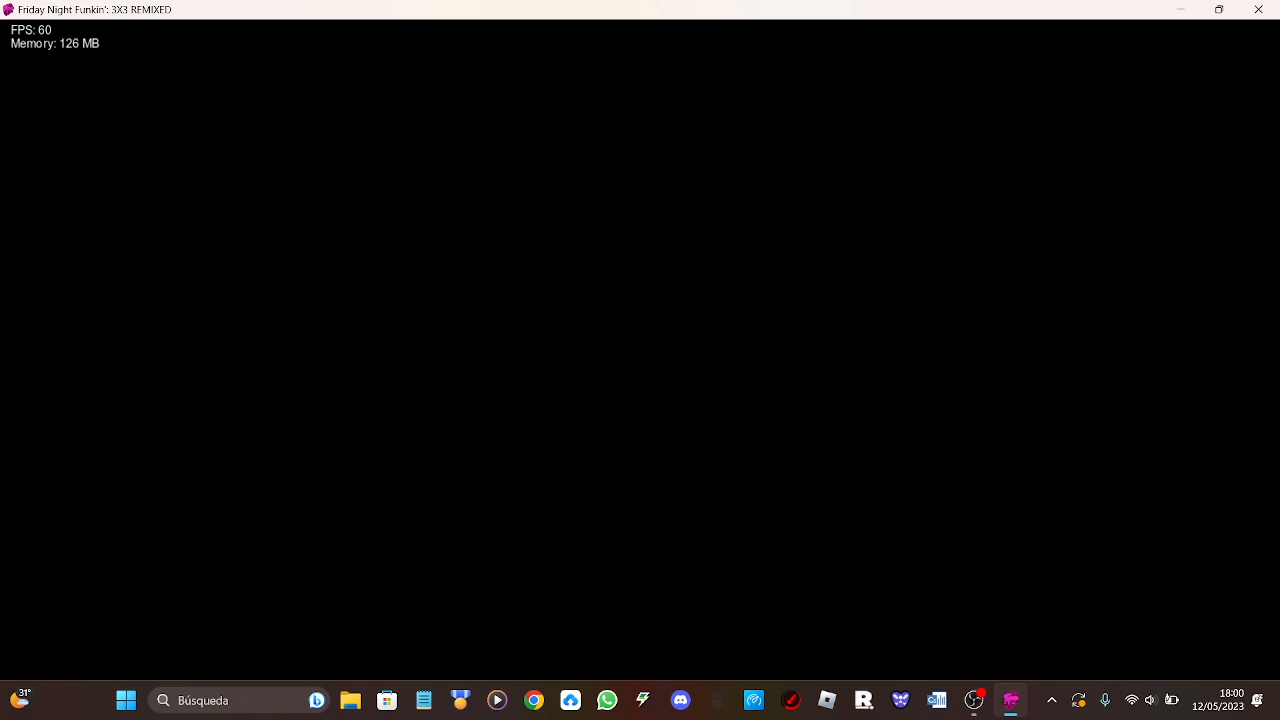 Friday Night Funkin': 3X3 REMIXED
FPS: 60
Memory: 126 MB
31°
Búsqueda
18:00
12/05/2023